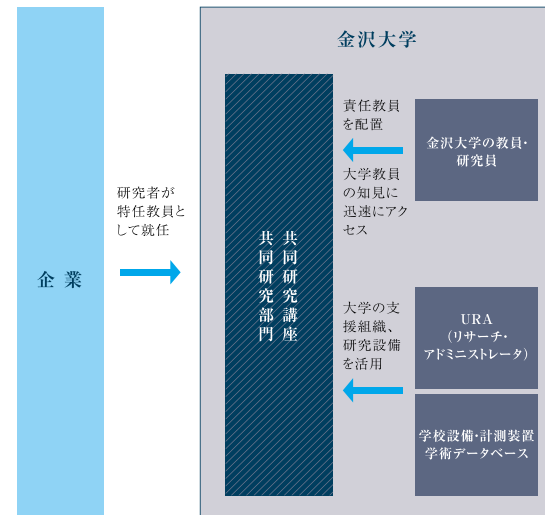 金沢大学
企業
研究者が
特任教員と
して就任
共同研究講座
共同研究部門
責任教員
を配置
大学教員
の知見に
迅速にアク
セス
金沢大学の教員・
研究員
大学の支
援組織、
研究設備
を活用
URA
(リサーチ・
アドミニストレータ)
学校設備・計測装置
学術データベース